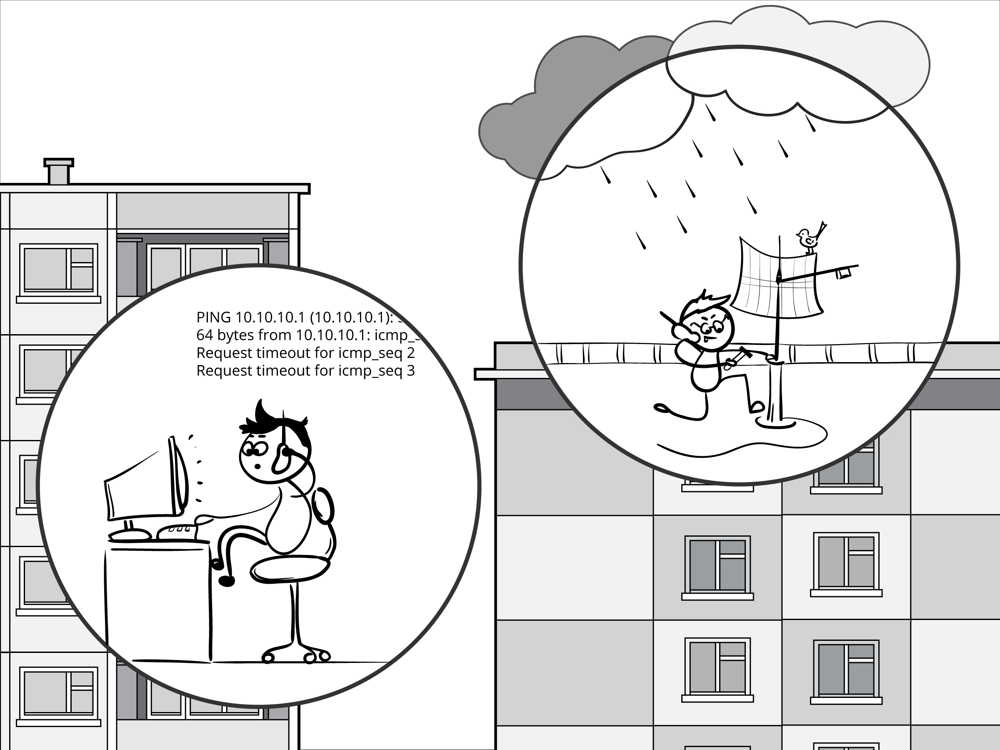 PING 10.10.10.1 (10.10.10.1):
64 bytes from 10.10.10.1: icmp_
Request timeout for icmp_seq 2
Request timeout for icmp_seq 3